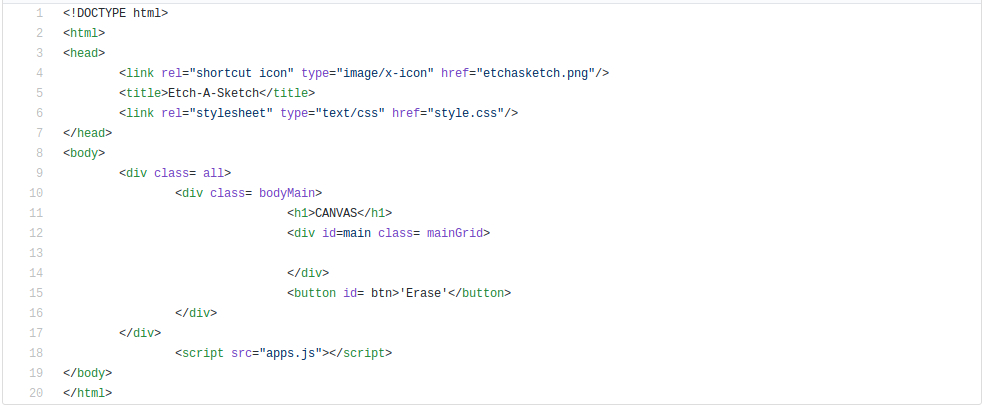 1 <!DOCTYPE html>
2 <html>
3 <head>
4 <link rel="shortcut icon" type="image/x-icon" href="etchasketch.png"/>
5 <title>Etch-A-Sketch</title>
6 <link rel="stylesheet" type="text/css" href="style.css"/>
7 </head>
8 <body>
9 <div class= all>
10 <div class= bodyMain>
11 <h1>CANVAS</h1>
12 <div id=main class= mainGrid>
13
14 </div>
15 <button id= btn>'Erase'</button>
16 </div>
17 </div>
18 <script src="apps.js"></script>
19 </body>
20 </html>